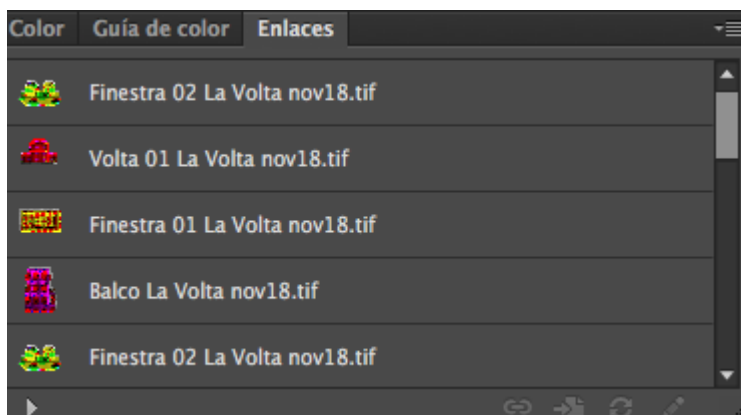 Color Guía de color Enlaces
Finestra 02 La Volta nov18.tif
Volta 01 La Volta nov18.tif
Finestra 01 La Volta nov18.tif
Balco La Volta nov18.tif
Finestra 02 La Volta nov18.tif